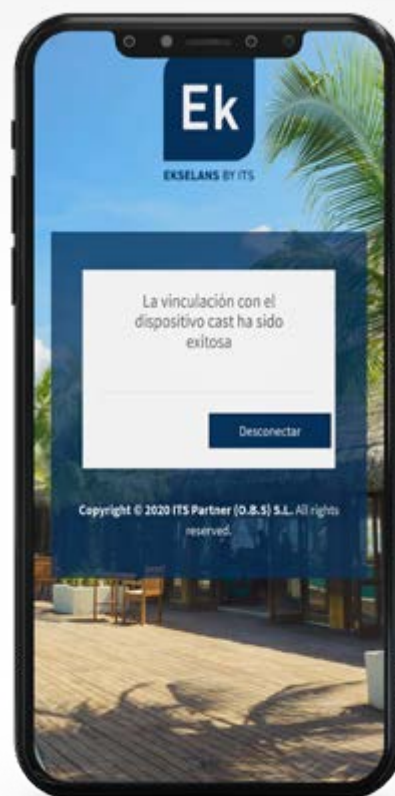 Ek
EKSELANS BY ITS
La vinculación con el
dispositivo cast ha sido
exitosa
Desconectar
Copyright © 2020 ITS Partner (O.B.S) S.L. All rights
reserved.